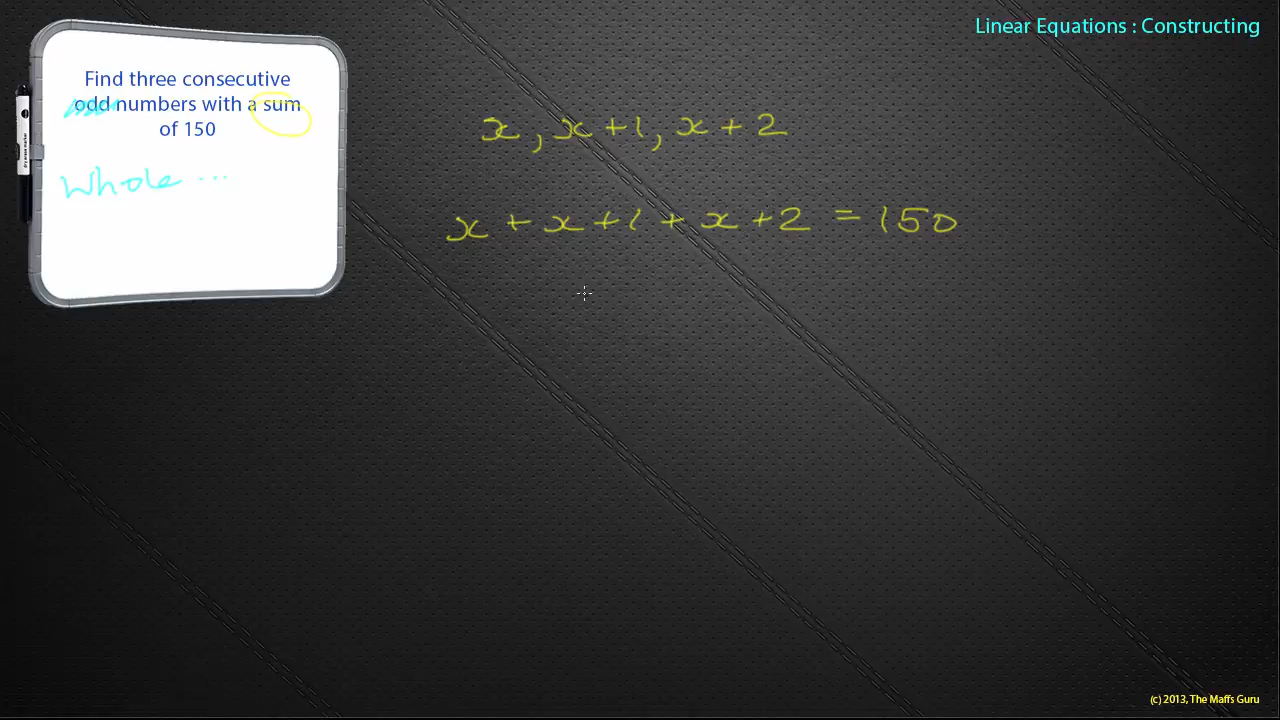 Linear Equations : Constructing
Find three consecutive
odd numbers with a sum
of 150
Whole ...
x, x + 1, x + 2
x + x + 1 + x + 2 = 150
(c) 2013, The Maffs Guru